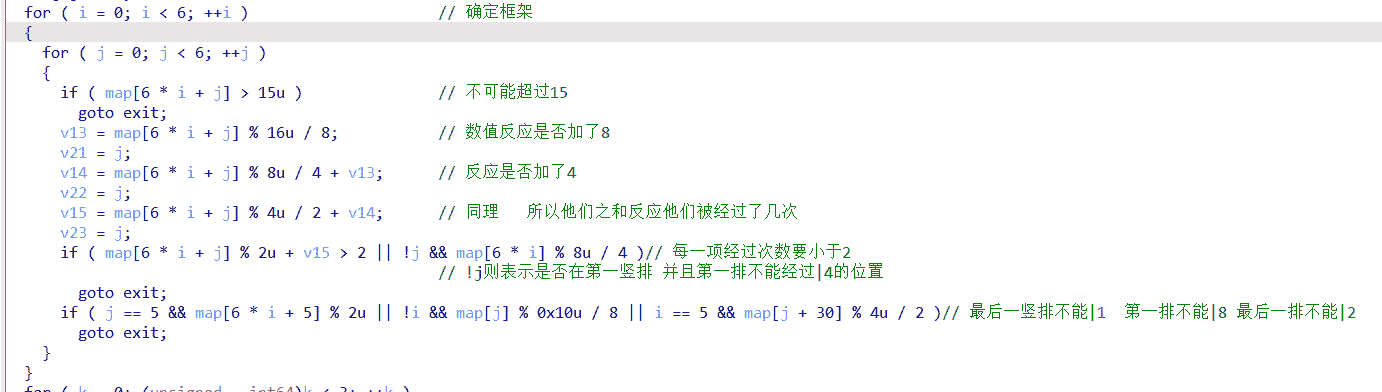 for ( i = 0; i < 6; ++i ) // 确定框架
{
for ( j = 0; j < 6; ++j )
{
if ( map[6 * i + j] > 15u ) // 不可能超过15
goto exit;
v13 = map[6 * i + j] % 16u / 8; // 数值反应是否加了8
v21 = j;
v14 = map[6 * i + j] % 8u / 4 + v13; // 反应是否加了4
v22 = j;
v15 = map[6 * i + j] % 4u / 2 + v14; // 同理 所以他们之和反应他们被经过了几次
v23 = j;
if ( map[6 * i + j] % 2u + v15 > 2 || !j && map[6 * i] % 8u / 4 )// 每一项经过次数要小于2
// !j则表示是否在第一竖排 并且第一排不能经过|4的位置
goto exit;
if ( j == 5 && map[6 * i + 5] % 2u || !i && map[j] % 0x10u / 8 || i == 5 && map[j + 30] % 4u / 2 )// 最后一竖排不能|1 第一排不能|8 最后一排不能|2
goto exit;
}
}
for ( k = 0; (unsigned __int64)k < 3; ++k )